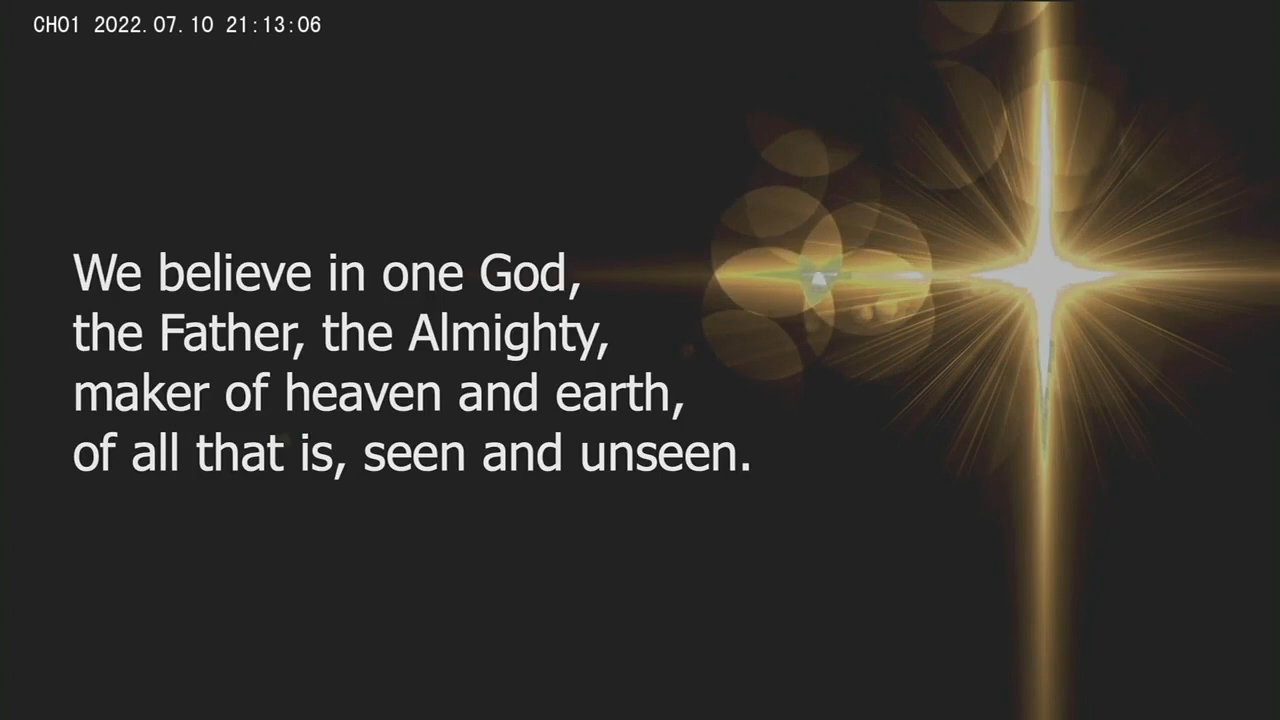 CH01 2022.07.10 21:13:06
We believe in one God,
the Father, the Almighty,
maker of heaven and earth,
of all that is, seen and unseen.